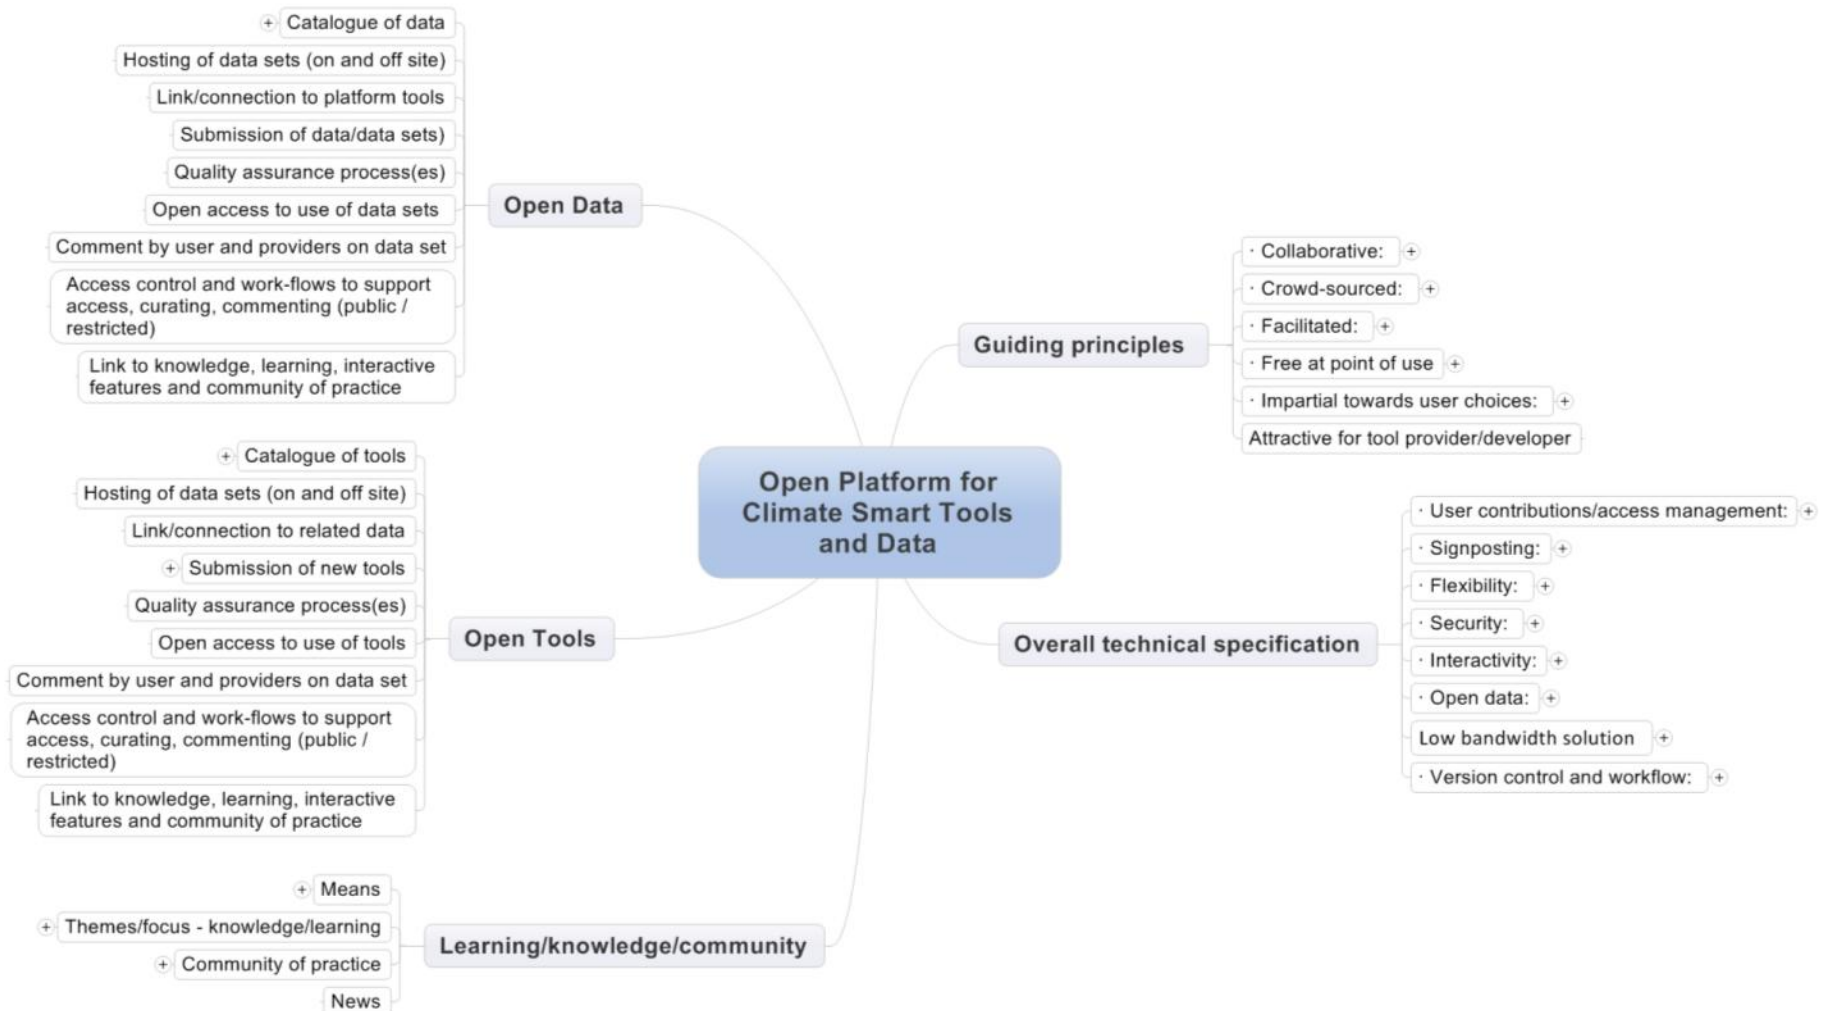 Catalogue of data
Hosting of data sets (on and off site)
Link/connection to platform tools
Submission of data/data sets)
Quality assurance process(es)
Open access to use of data sets
Comment by user and providers on data set
Access control and work-flows to support
access, curating, commenting (public /
restricted)
Link to knowledge, learning, interactive
features and community of practice
Open Data
Catalogue of tools
Hosting of data sets (on and off site)
Link/connection to related data
Submission of new tools
Quality assurance process(es)
Open access to use of tools
Comment by user and providers on data set
Access control and work-flows to support
access, curating, commenting (public /
restricted)
Link to knowledge, learning, interactive
features and community of practice
Open Tools
Means
Themes/focus - knowledge/learning
Community of practice
News
Learning/knowledge/community
Open Platform for
Climate Smart Tools
and Data
Guiding principles
· Collaborative:
· Crowd-sourced:
· Facilitated:
· Free at point of use
· Impartial towards user choices:
Attractive for tool provider/developer
Overall technical specification
· User contributions/access management:
· Signposting:
· Flexibility:
· Security:
· Interactivity:
· Open data:
Low bandwidth solution
· Version control and workflow: